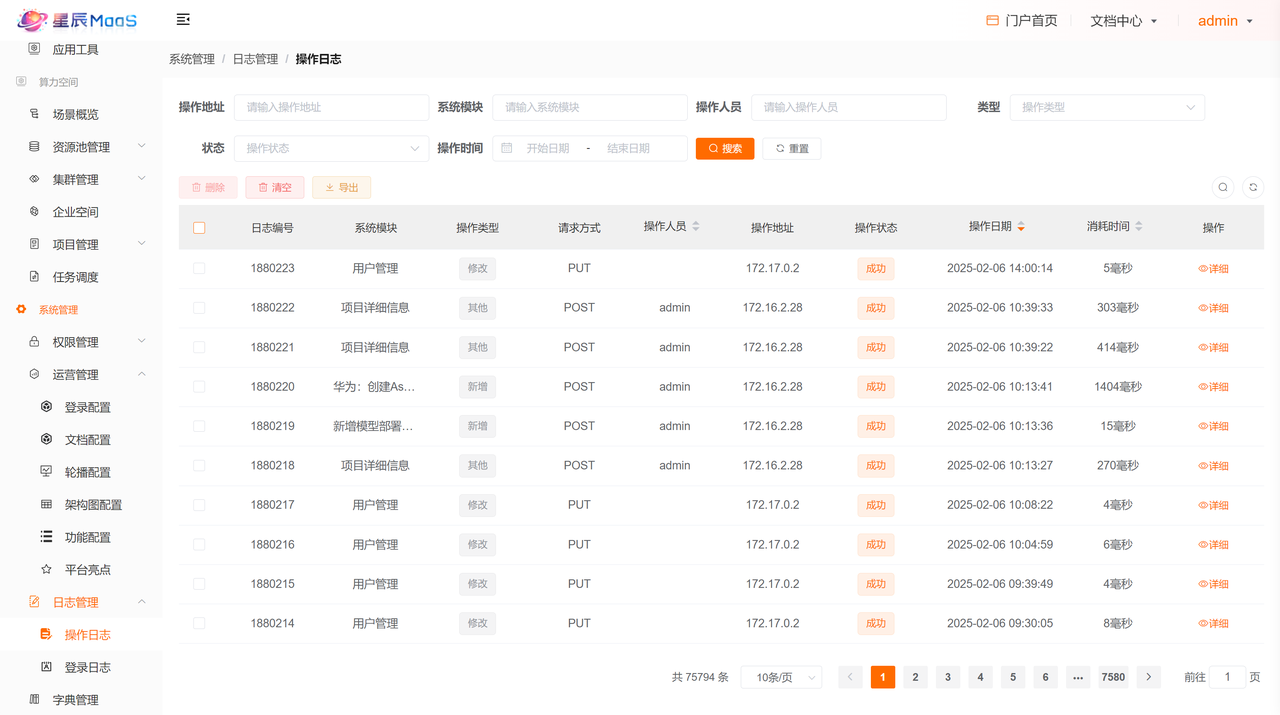 星辰MaaS
门户首页
文档中心
admin
应用工具
算力空间
场景概览
资源池管理
集群管理
企业空间
项目管理
任务调度
系统管理
权限管理
运营管理
登录配置
文档配置
轮播配置
架构图配置
功能配置
平台亮点
日志管理
操作日志
登录日志
字典管理
系统管理 / 日志管理 / 操作日志
操作地址 请输入操作地址 系统模块 请输入系统模块 操作人员 请输入操作人员 类型 操作类型
状态 操作状态 操作时间 开始日期 - 结束日期 搜索 重置
删除 清空 导出
日志编号 系统模块 操作类型 请求方式 操作人员 操作地址 操作状态 操作日期 消耗时间 操作
1880223 用户管理 修改 PUT 172.17.0.2 成功 2025-02-06 14:00:14 5毫秒 详细
1880222 项目详细信息 其他 POST admin 172.16.2.28 成功 2025-02-06 10:39:33 303毫秒 详细
1880221 项目详细信息 其他 POST admin 172.16.2.28 成功 2025-02-06 10:39:22 414毫秒 详细
1880220 华为：创建As... 新增 POST admin 172.16.2.28 成功 2025-02-06 10:13:41 1404毫秒 详细
1880219 新增模型部署... 新增 POST admin 172.16.2.28 成功 2025-02-06 10:13:36 15毫秒 详细
1880218 项目详细信息 其他 POST admin 172.16.2.28 成功 2025-02-06 10:13:27 270毫秒 详细
1880217 用户管理 修改 PUT 172.17.0.2 成功 2025-02-06 10:08:22 4毫秒 详细
1880216 用户管理 修改 PUT 172.17.0.2 成功 2025-02-06 10:04:59 6毫秒 详细
1880215 用户管理 修改 PUT 172.17.0.2 成功 2025-02-06 09:39:49 4毫秒 详细
1880214 用户管理 修改 PUT 172.17.0.2 成功 2025-02-06 09:30:05 8毫秒 详细
共 75794 条 10条/页 1 2 3 4 5 6 ... 7580 前往 1 页